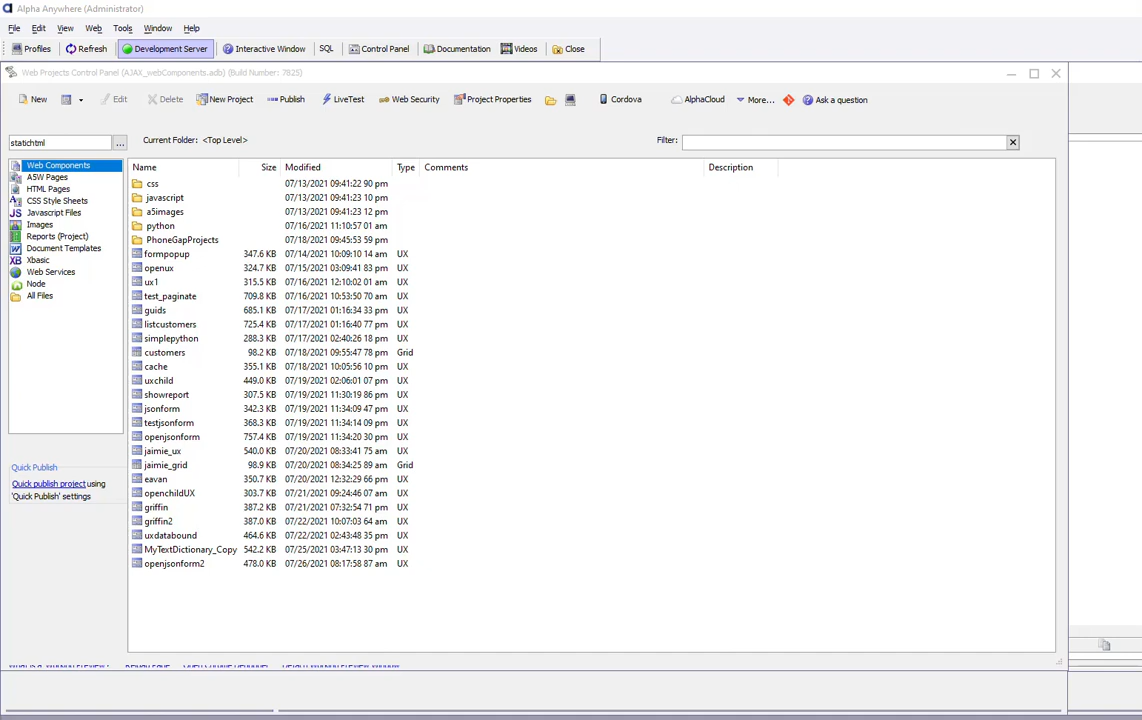 Alpha Anywhere (Administrator)
File Edit View Web Tools Window Help
Profiles Refresh Development Server Interactive Window SQL Control Panel Documentation Videos Close
Web Projects Control Panel (AJAX_webComponents.adb) (Build Number: 7825)
New Edit Delete New Project Publish LiveTest Web Security Project Properties Cordova AlphaCloud More... Ask a question
statichtml ... Current Folder: <Top Level> Filter:
Web Components
A5W Pages
HTML Pages
CSS Style Sheets
Javascript Files
Images
Reports (Project)
Document Templates
Xbasic
Web Services
Node
All Files
Quick Publish
Quick publish project using
'Quick Publish' settings
Name Size Modified Type Comments Description
css 07/13/2021 09:41:22 90 pm
javascript 07/13/2021 09:41:23 10 pm
a5images 07/13/2021 09:41:23 12 pm
python 07/16/2021 11:10:57 01 am
PhoneGapProjects 07/18/2021 09:45:53 59 pm
formpopup 347.6 KB 07/14/2021 10:09:10 14 am UX
openux 324.7 KB 07/15/2021 03:09:41 83 pm UX
ux1 315.5 KB 07/16/2021 12:10:02 01 am UX
test_paginate 709.8 KB 07/16/2021 10:53:50 70 am UX
guids 685.1 KB 07/17/2021 01:16:34 33 pm UX
listcustomers 725.4 KB 07/17/2021 01:16:40 77 pm UX
simplepython 288.3 KB 07/17/2021 02:40:26 18 pm UX
customers 98.2 KB 07/18/2021 09:55:47 78 pm Grid
cache 355.1 KB 07/18/2021 10:05:56 10 pm UX
uxchild 449.0 KB 07/19/2021 02:06:01 07 pm UX
showreport 307.5 KB 07/19/2021 11:30:19 86 pm UX
jsonform 342.3 KB 07/19/2021 11:34:09 47 pm UX
testjsonform 368.3 KB 07/19/2021 11:34:14 09 pm UX
openjsonform 757.4 KB 07/19/2021 11:34:20 30 pm UX
jaimie_ux 540.0 KB 07/20/2021 08:33:41 75 am UX
jaimie_grid 98.9 KB 07/20/2021 08:34:25 89 am Grid
eavan 350.7 KB 07/20/2021 12:32:29 66 pm UX
openchildUX 303.7 KB 07/21/2021 09:24:46 07 am UX
griffin 387.2 KB 07/21/2021 07:32:54 71 pm UX
griffin2 387.0 KB 07/22/2021 10:07:03 64 am UX
uxdatabound 464.6 KB 07/22/2021 02:43:48 35 pm UX
MyTextDictionary_Copy 542.2 KB 07/25/2021 03:47:13 30 pm UX
openjsonform2 478.0 KB 07/26/2021 08:17:58 87 am UX